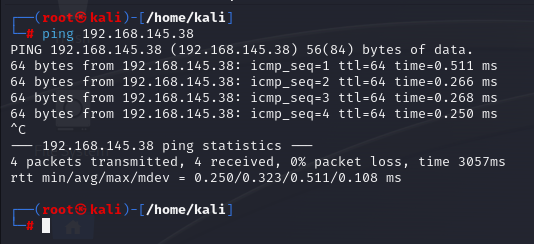 ┌──(root㉿kali)-[/home/kali]
└─# ping 192.168.145.38
PING 192.168.145.38 (192.168.145.38) 56(84) bytes of data.
64 bytes from 192.168.145.38: icmp_seq=1 ttl=64 time=0.511 ms
64 bytes from 192.168.145.38: icmp_seq=2 ttl=64 time=0.266 ms
64 bytes from 192.168.145.38: icmp_seq=3 ttl=64 time=0.268 ms
64 bytes from 192.168.145.38: icmp_seq=4 ttl=64 time=0.250 ms
^C
--- 192.168.145.38 ping statistics ---
4 packets transmitted, 4 received, 0% packet loss, time 3057ms
rtt min/avg/max/mdev = 0.250/0.323/0.511/0.108 ms
┌──(root㉿kali)-[/home/kali]
└─#